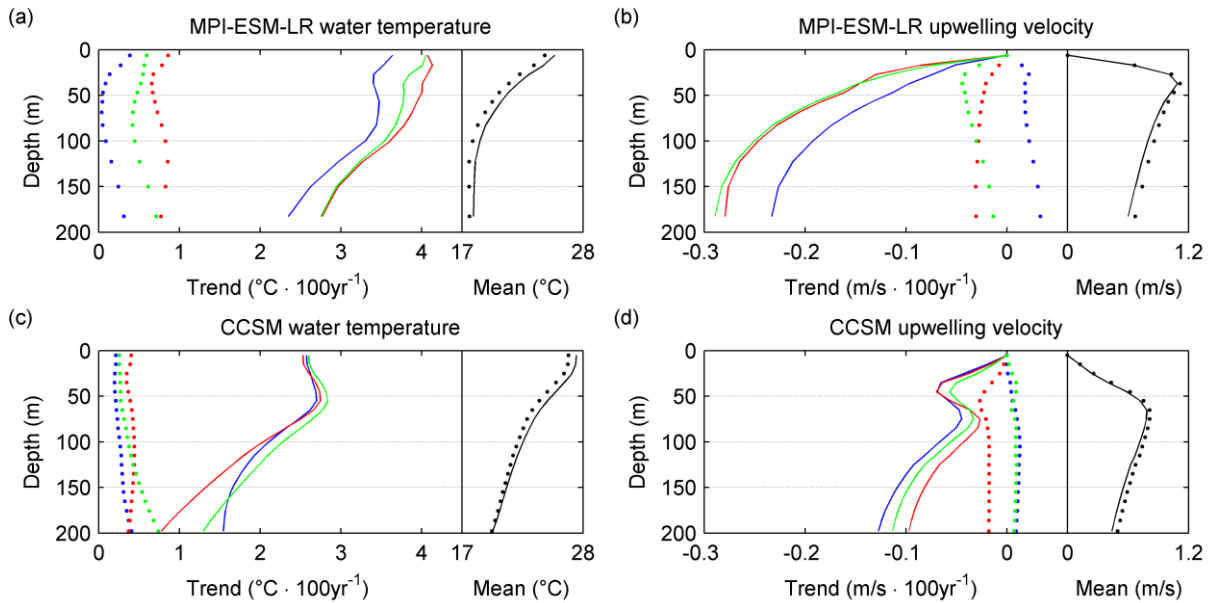 (a)
MPI-ESM-LR water temperature
0
50
100
150
200
Depth (m)
0 1 2 3 4 17 28
Trend (°C · 100yr⁻¹) Mean (°C)
(b)
MPI-ESM-LR upwelling velocity
0
50
100
150
200
Depth (m)
-0.3 -0.2 -0.1 0 0 1.2
Trend (m/s · 100yr⁻¹) Mean (m/s)
(c)
CCSM water temperature
0
50
100
150
200
Depth (m)
0 1 2 3 4 17 28
Trend (°C · 100yr⁻¹) Mean (°C)
(d)
CCSM upwelling velocity
0
50
100
150
200
Depth (m)
-0.3 -0.2 -0.1 0 0 1.2
Trend (m/s · 100yr⁻¹) Mean (m/s)